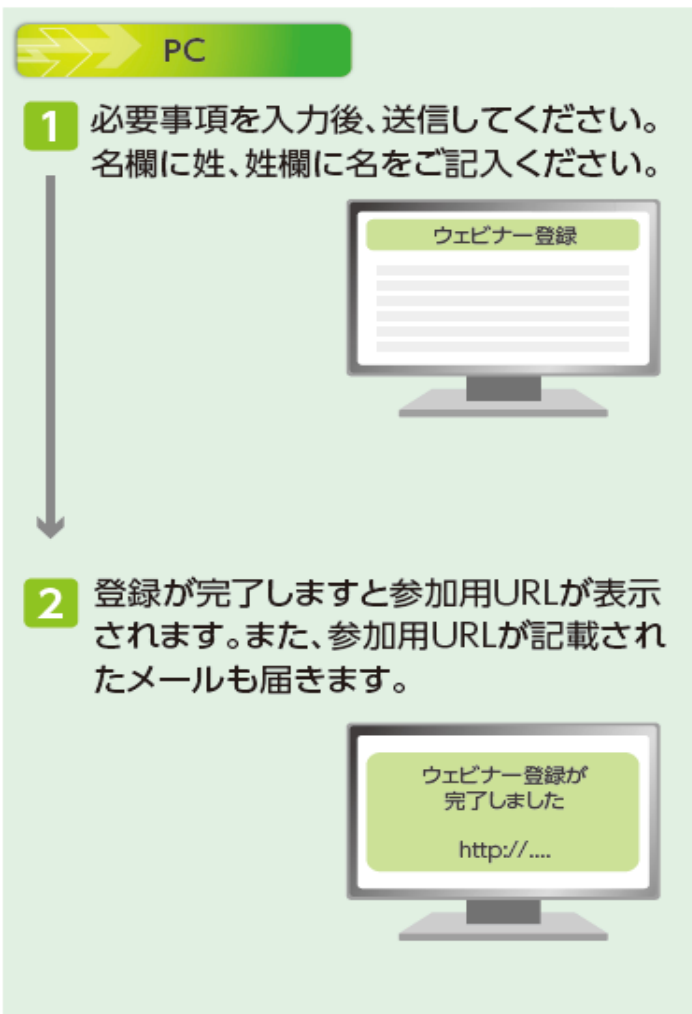 PC
1 必要事項を入力後、送信してください。
名欄に姓、姓欄に名をご記入ください。
ウェビナー登録
2 登録が完了しますと参加用URLが表示
されます。また、参加用URLが記載され
たメールも届きます。
ウェビナー登録が
完了しました
http://....